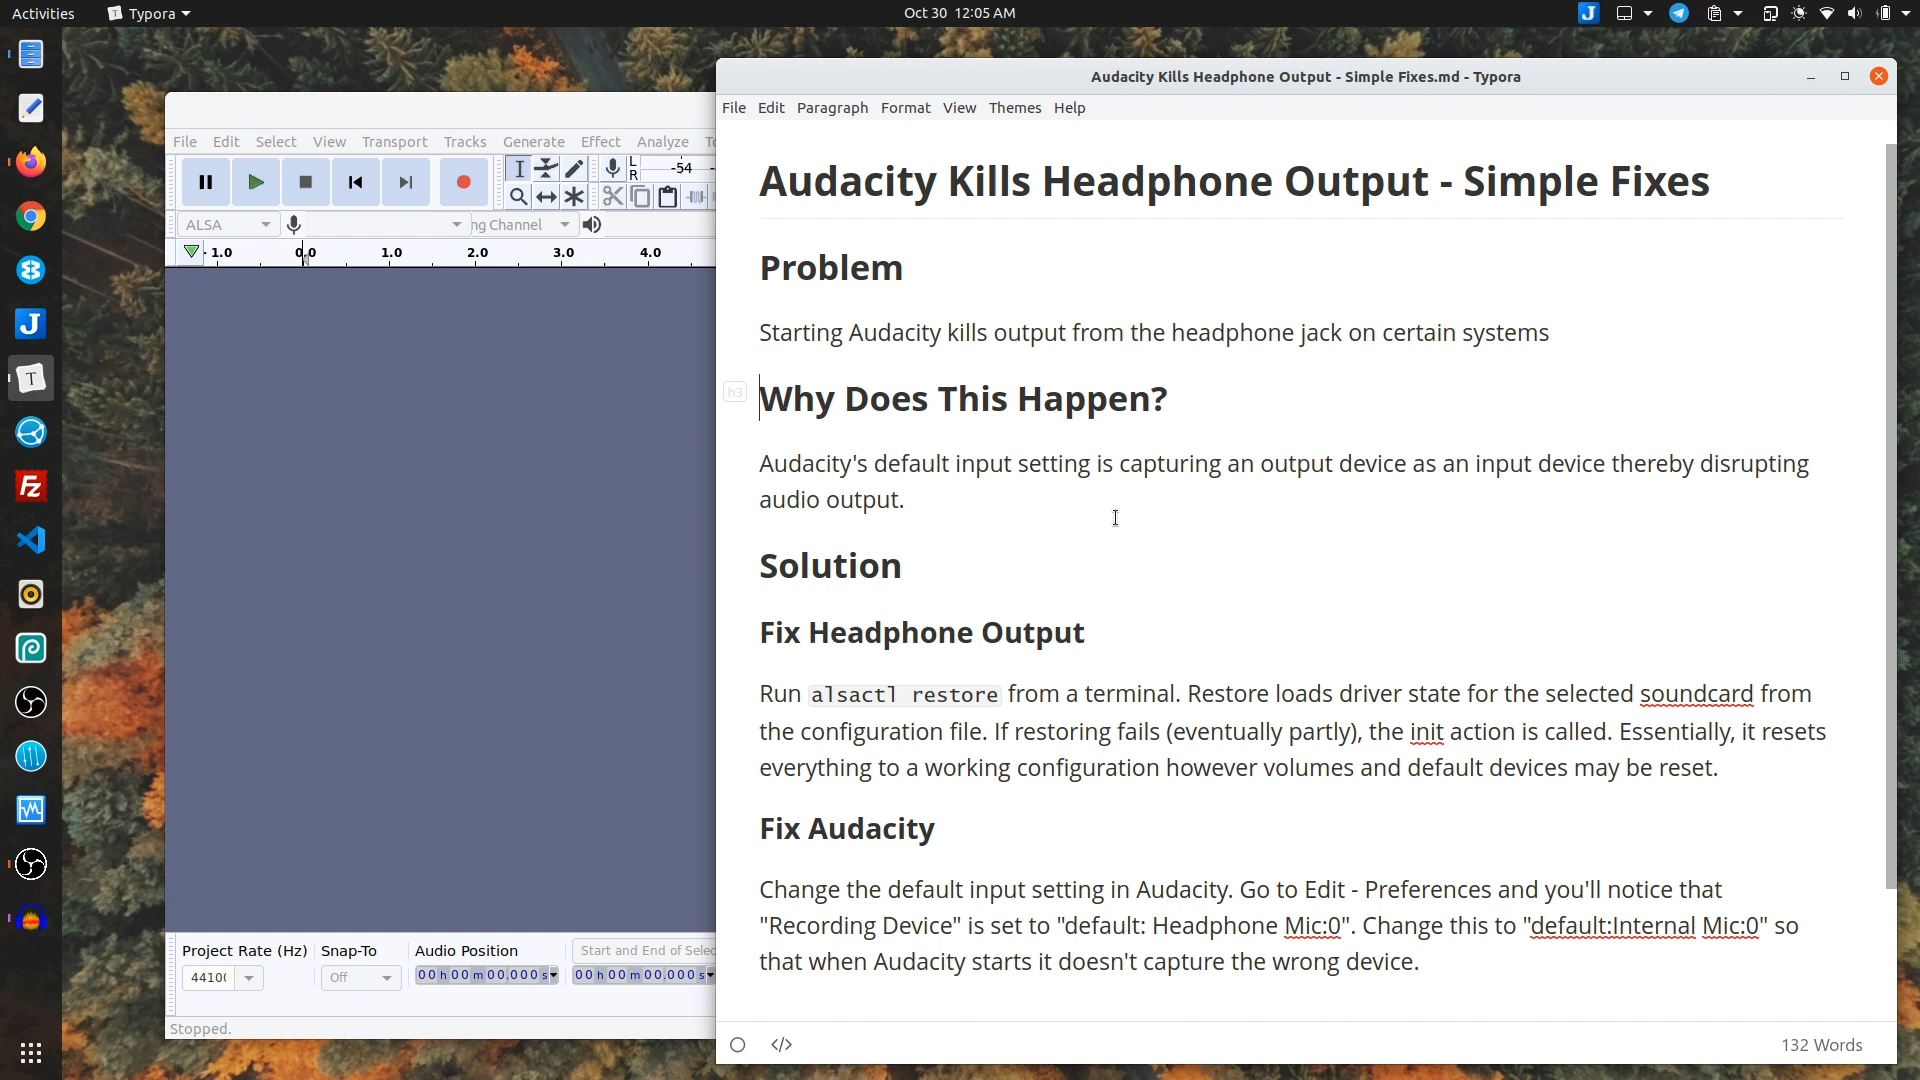 Activities
Typora
Oct 30 12:05 AM
J
Audacity Kills Headphone Output - Simple Fixes.md - Typora
File Edit Paragraph Format View Themes Help
File Edit Select View Transport Tracks Generate Effect Analyze
L
R
-54
ALSA
ng Channel
-1.0 0.0 1.0 2.0 3.0 4.0
J
T
Fz
Audacity Kills Headphone Output - Simple Fixes
Problem
Starting Audacity kills output from the headphone jack on certain systems
h3
Why Does This Happen?
Audacity's default input setting is capturing an output device as an input device thereby disrupting
audio output.
Solution
Fix Headphone Output
Run alsactl restore from a terminal. Restore loads driver state for the selected soundcard from
the configuration file. If restoring fails (eventually partly), the init action is called. Essentially, it resets
everything to a working configuration however volumes and default devices may be reset.
Fix Audacity
Change the default input setting in Audacity. Go to Edit - Preferences and you'll notice that
"Recording Device" is set to "default: Headphone Mic:0". Change this to "default:Internal Mic:0" so
that when Audacity starts it doesn't capture the wrong device.
Project Rate (Hz) Snap-To Audio Position Start and End of Selec
4410 Off 00 h 00 m 00.000 s 00 h 00 m 00.000 s
Stopped.
</> 132 Words